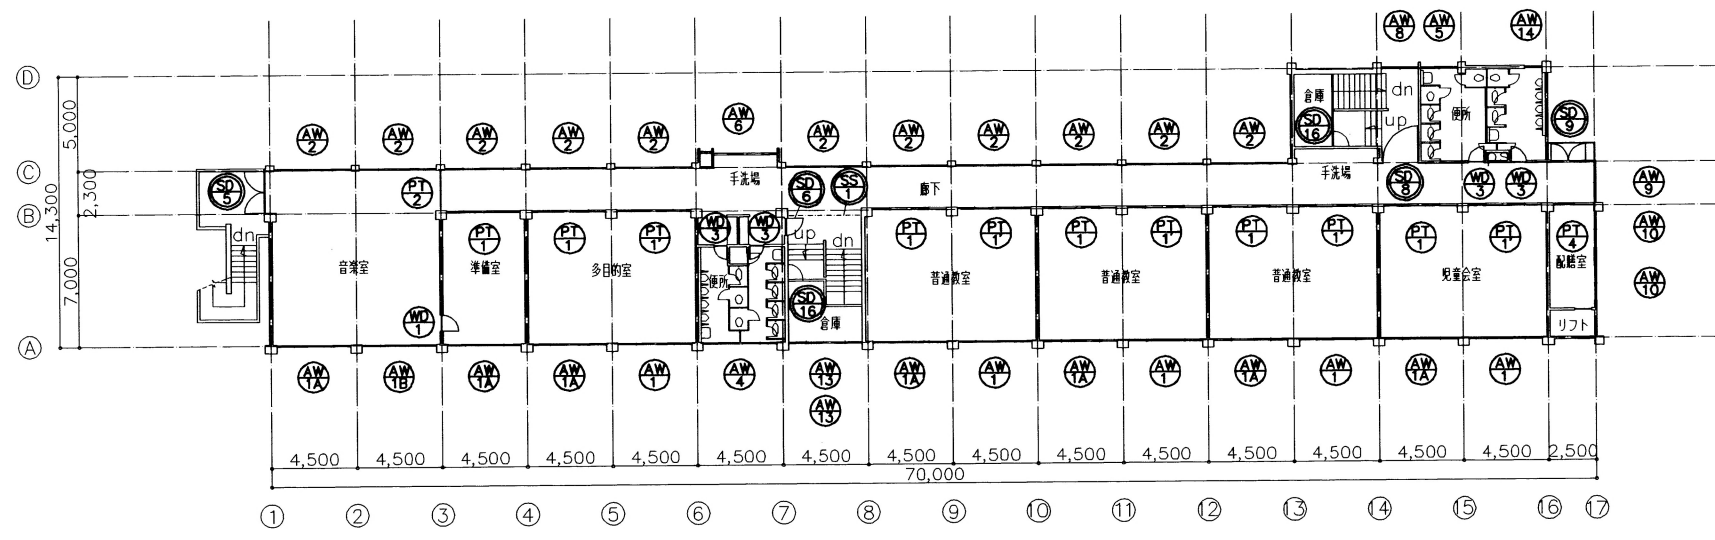 AW 8 AW 5 AW 14
D
倉庫 dn 便所
5,000
AW 2 AW 2 AW 2 AW 2 AW 2 AW 6 AW 2 AW 2 AW 2 AW 2 AW 2 AW 2 SD 16 up SD 9
C
手洗場 手洗場
SD 5 PT 2 SD 6 SS 1 廊下 SD 8 WD 3 WD 3 AW 9
2,300
14,300
B
dn PT 1 PT 1 PT 1' WD 3 WD 3 up dn PT 1 PT 1' PT 1 PT 1' PT 1 PT 1' PT 1 PT 1' PT 4 AW 10
音楽室 準備室 多目的室 便所 普通教室 普通教室 普通教室 児童会室 配膳室
7,000
AW 10
WD 1 SD 16 倉庫 リフト
A
AW 1A AW 1B AW 1A AW 1A AW 1 AW 4 AW 13 AW 1A AW 1 AW 1A AW 1 AW 1A AW 1 AW 1A AW 1
AW 13
4,500 4,500 4,500 4,500 4,500 4,500 4,500 4,500 4,500 4,500 4,500 4,500 4,500 4,500 4,500 2,500
70,000
1 2 3 4 5 6 7 8 9 10 11 12 13 14 15 16 17